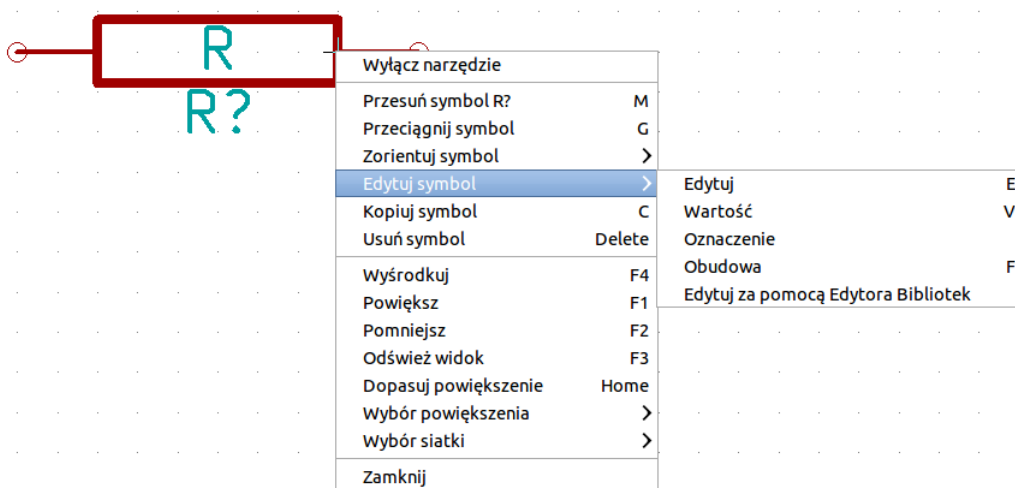 R
R?
Wyłącz narzędzie
Przesuń symbol R? M
Przeciągnij symbol G
Zorientuj symbol
Edytuj symbol
Kopiuj symbol C
Usuń symbol Delete
Wyśrodkuj F4
Powiększ F1
Pomniejsz F2
Odśwież widok F3
Dopasuj powiększenie Home
Wybór powiększenia
Wybór siatki
Zamknij
Edytuj E
Wartość V
Oznaczenie
Obudowa F
Edytuj za pomocą Edytora Bibliotek